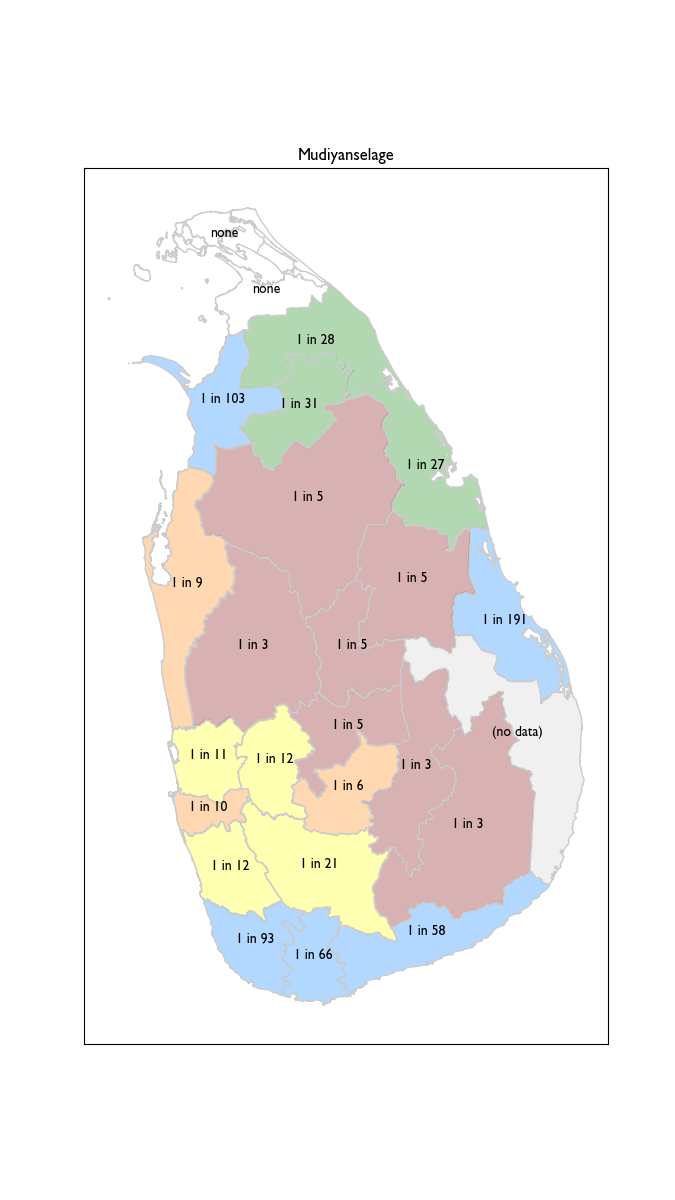 Mudiyanselage
none
none
1 in 28
1 in 103
1 in 31
1 in 27
1 in 5
1 in 9
1 in 5
1 in 191
1 in 3
1 in 5
1 in 5
(no data)
1 in 11
1 in 12
1 in 3
1 in 6
1 in 10
1 in 3
1 in 12
1 in 21
1 in 58
1 in 93
1 in 66